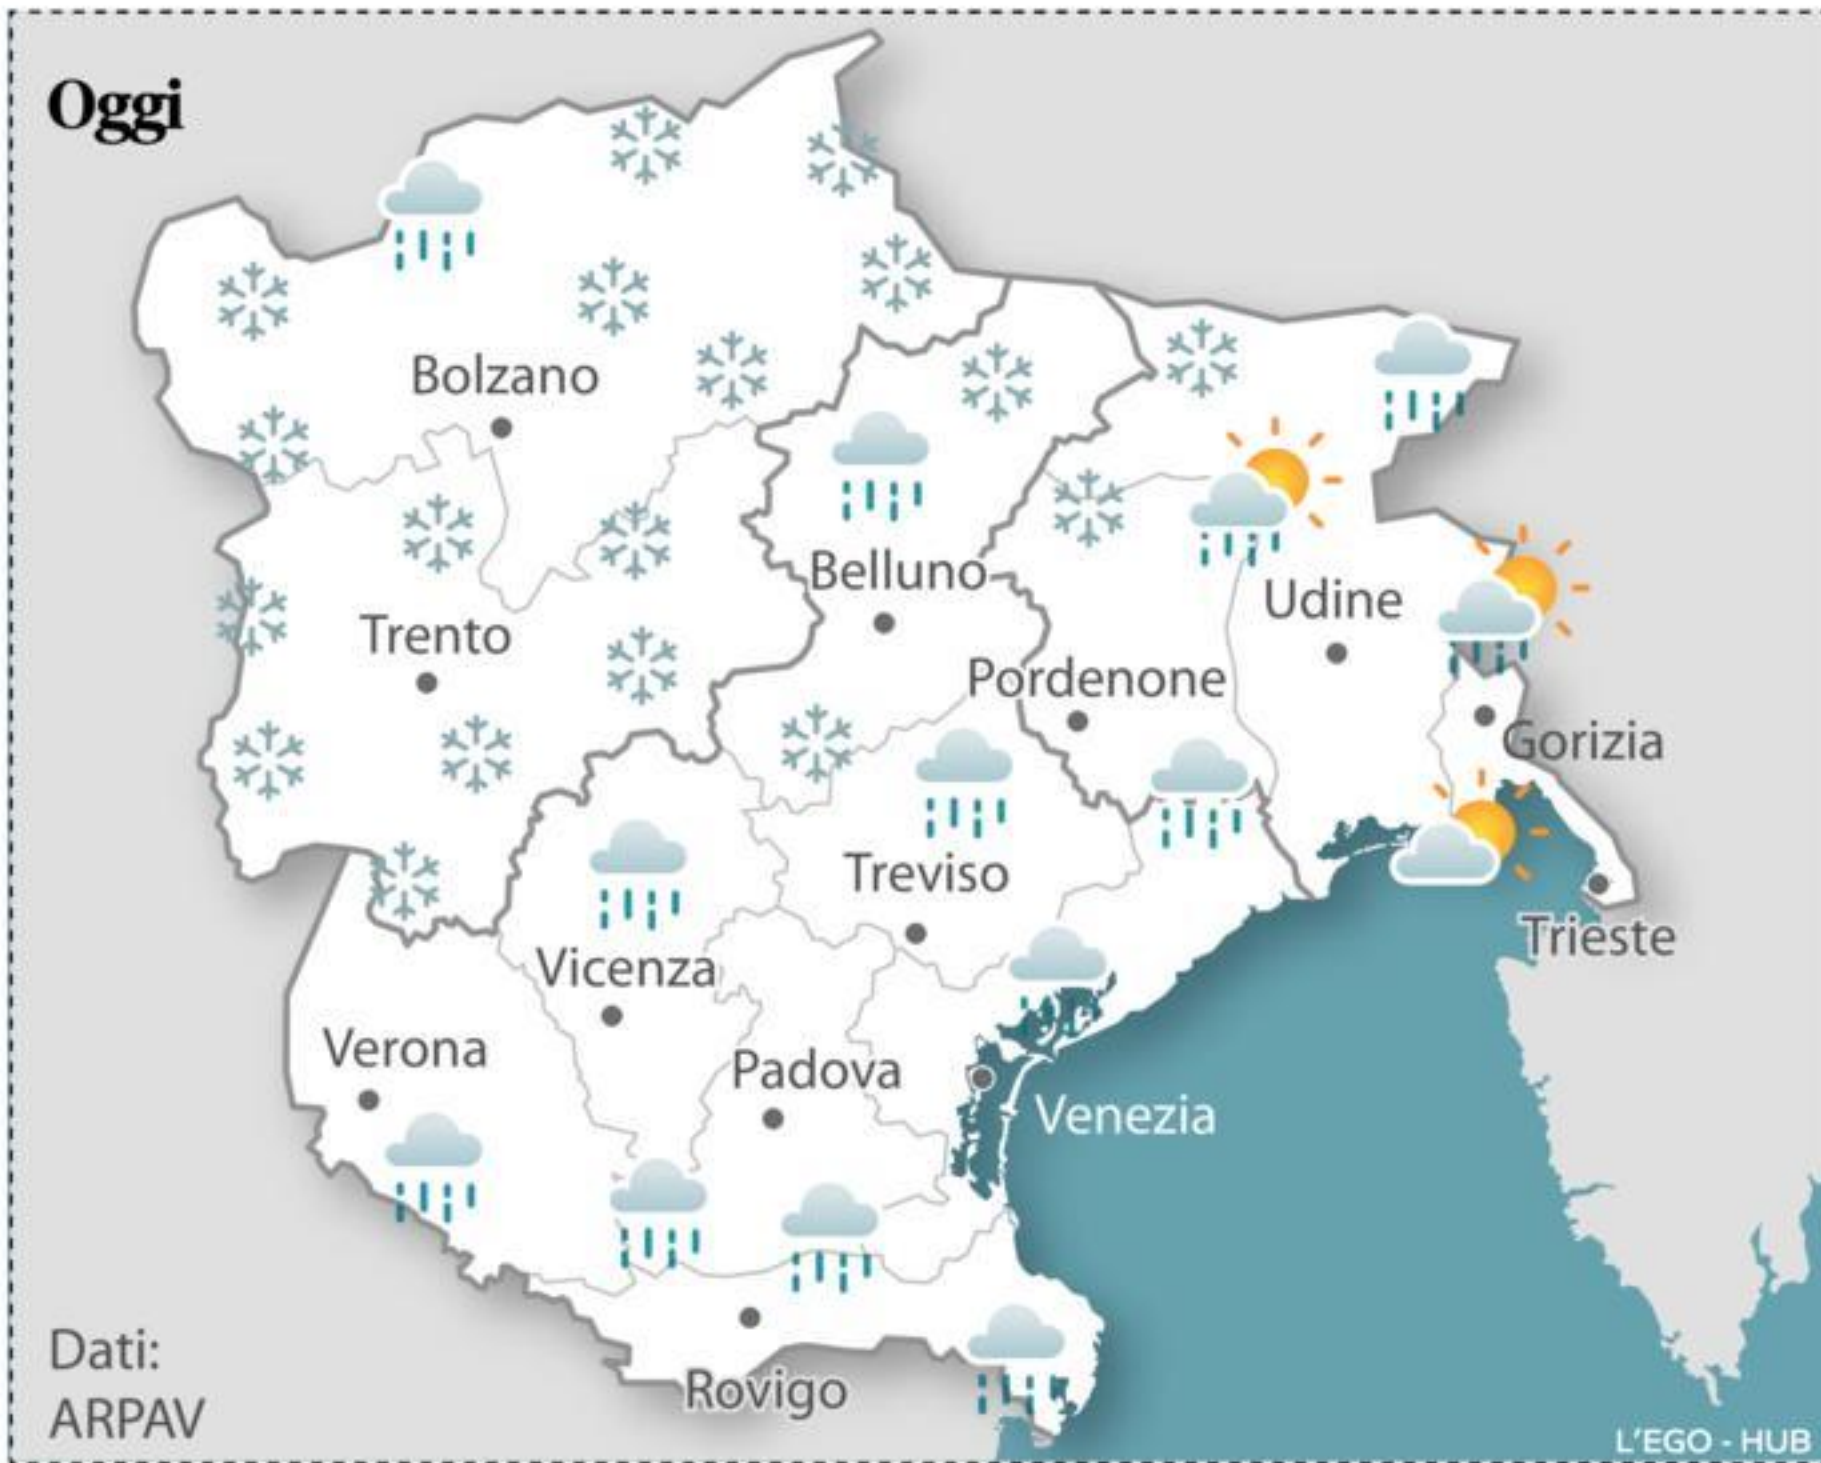 Oggi
Bolzano
Belluno
Udine
Trento
Pordenone
Gorizia
Treviso
Trieste
Vicenza
Verona
Padova
Venezia
Rovigo
Dati:
ARPAV
L'EGO - HUB